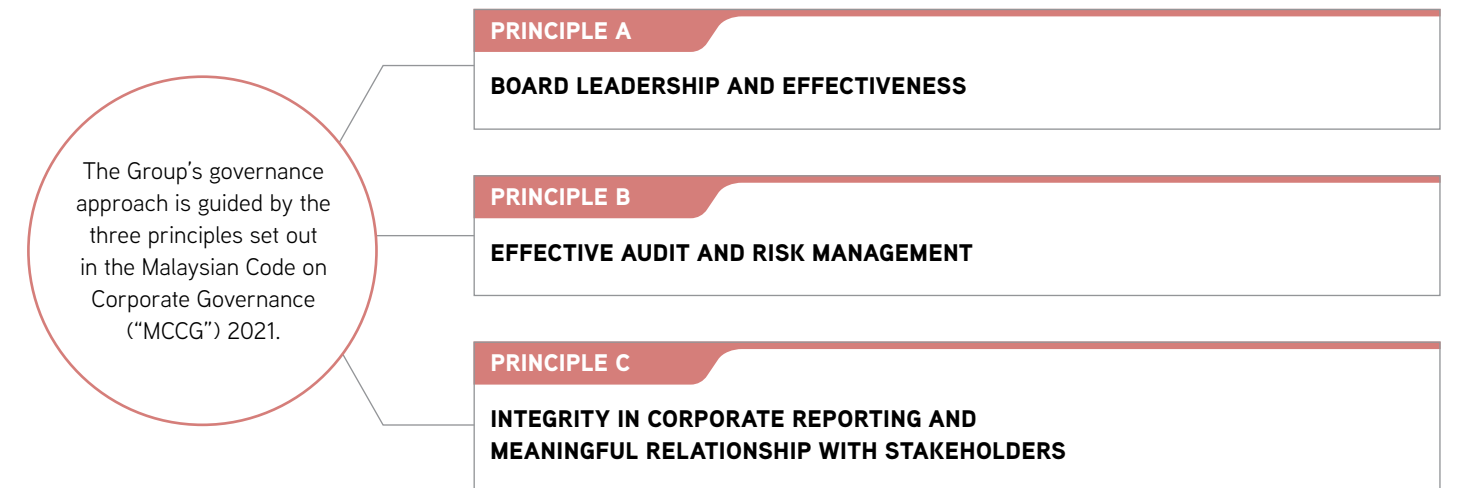 The Group’s governance
approach is guided by the
three principles set out
in the Malaysian Code on
Corporate Governance
(“MCCG”) 2021.
PRINCIPLE A
BOARD LEADERSHIP AND EFFECTIVENESS
PRINCIPLE B
EFFECTIVE AUDIT AND RISK MANAGEMENT
PRINCIPLE C
INTEGRITY IN CORPORATE REPORTING AND
MEANINGFUL RELATIONSHIP WITH STAKEHOLDERS